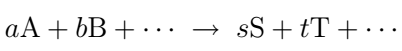 aA + bB + ··· → sS + tT + ···